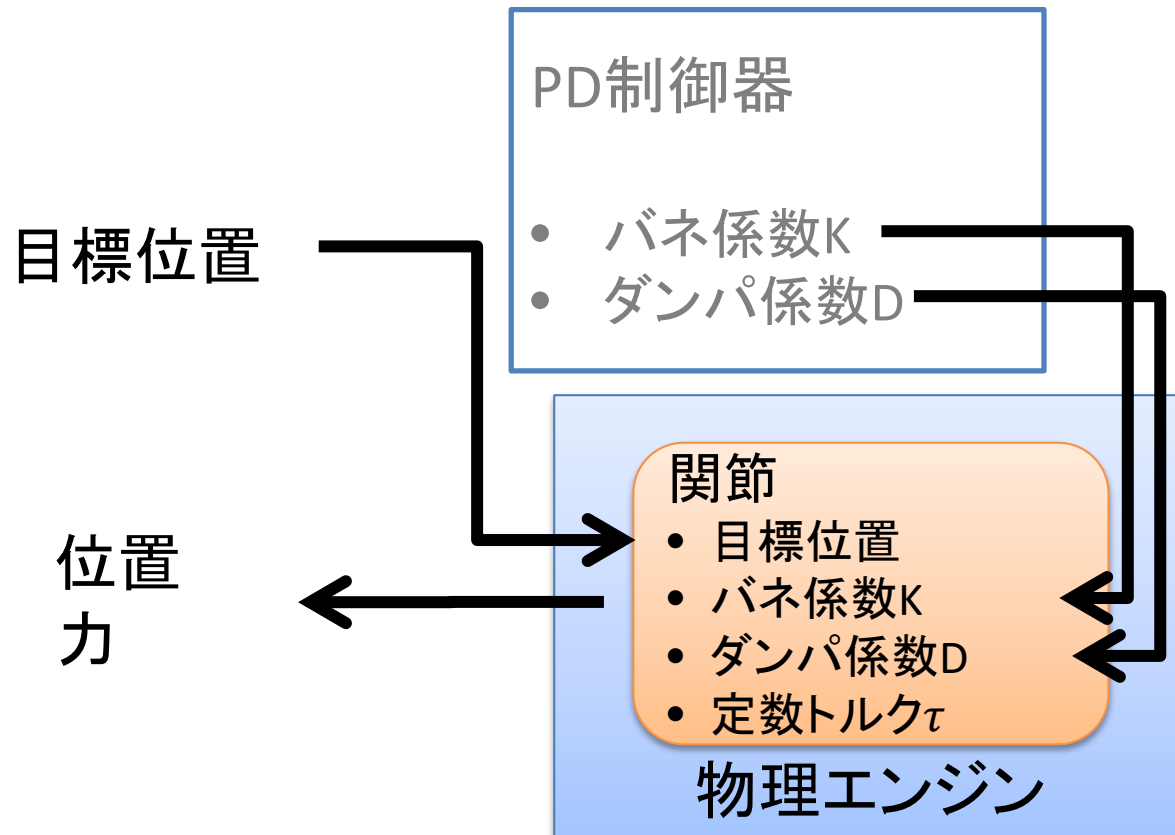 PD制御器
• バネ係数K
• ダンパ係数D
目標位置
関節
• 目標位置
• バネ係数K
• ダンパ係数D
• 定数トルクτ
位置
力
物理エンジン